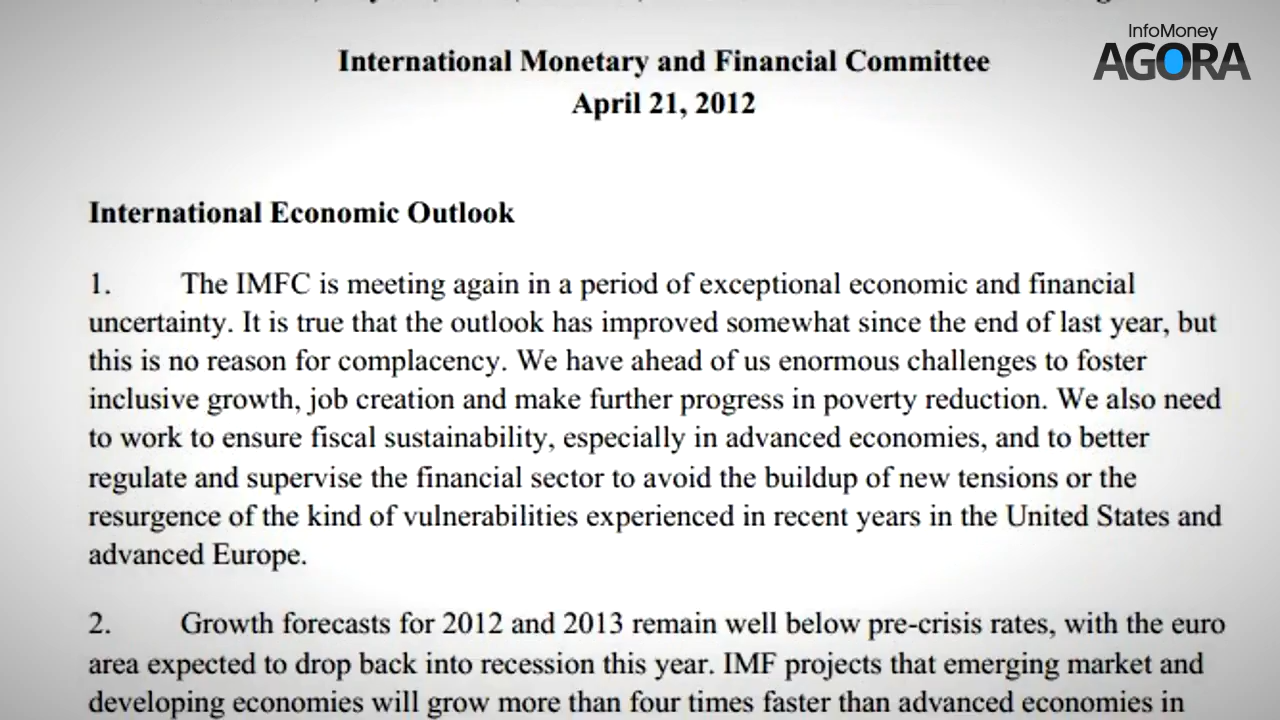 InfoMoney
AGORA
International Monetary and Financial Committee
April 21, 2012
International Economic Outlook
1. The IMFC is meeting again in a period of exceptional economic and financial
uncertainty. It is true that the outlook has improved somewhat since the end of last year, but
this is no reason for complacency. We have ahead of us enormous challenges to foster
inclusive growth, job creation and make further progress in poverty reduction. We also need
to work to ensure fiscal sustainability, especially in advanced economies, and to better
regulate and supervise the financial sector to avoid the buildup of new tensions or the
resurgence of the kind of vulnerabilities experienced in recent years in the United States and
advanced Europe.
2. Growth forecasts for 2012 and 2013 remain well below pre-crisis rates, with the euro
area expected to drop back into recession this year. IMF projects that emerging market and
developing economies will grow more than four times faster than advanced economies in